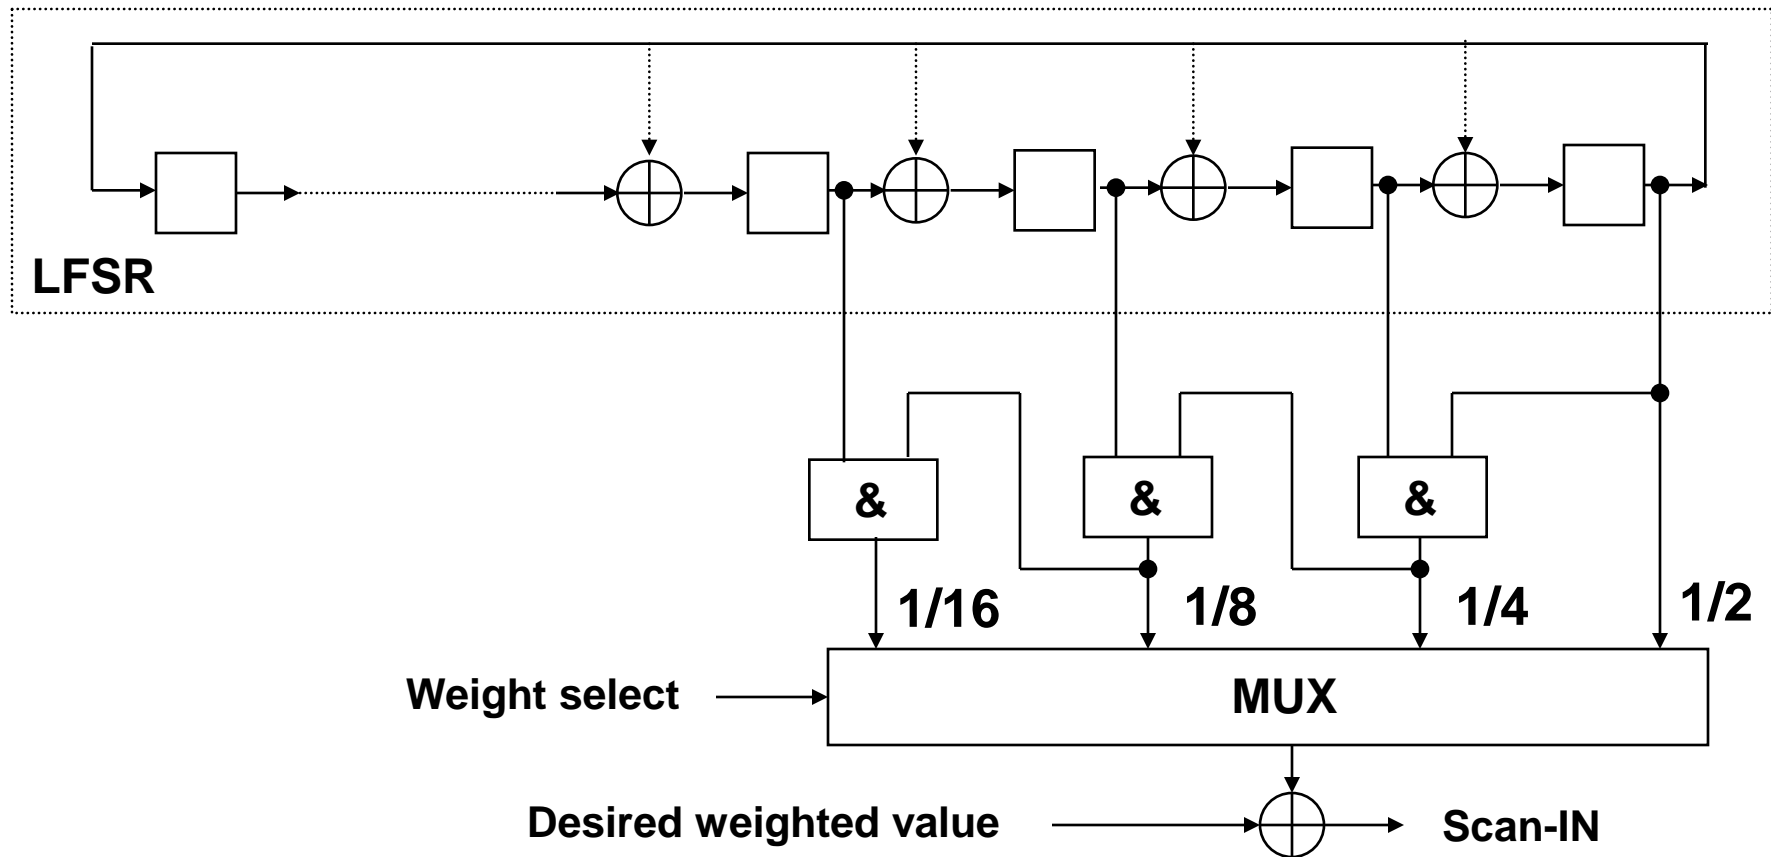 LFSR
& & &
1/16 1/8 1/4 1/2
Weight select MUX
Desired weighted value Scan-IN